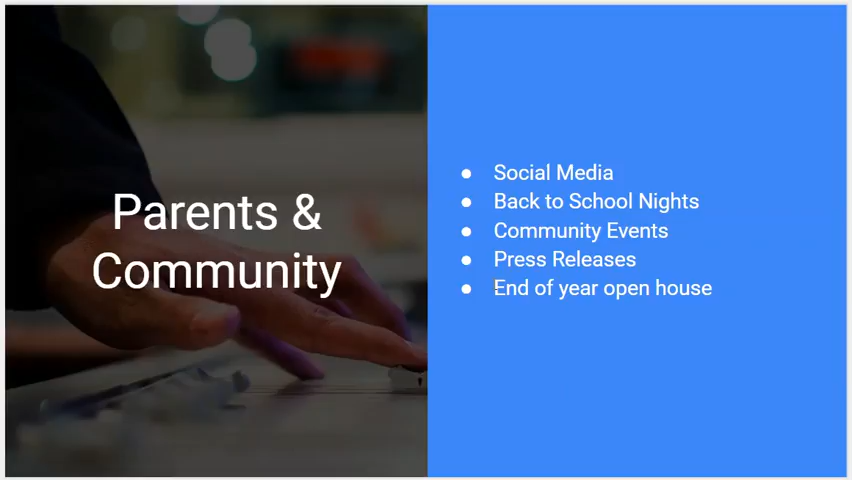 Parents &
Community
● Social Media
● Back to School Nights
● Community Events
● Press Releases
● End of year open house